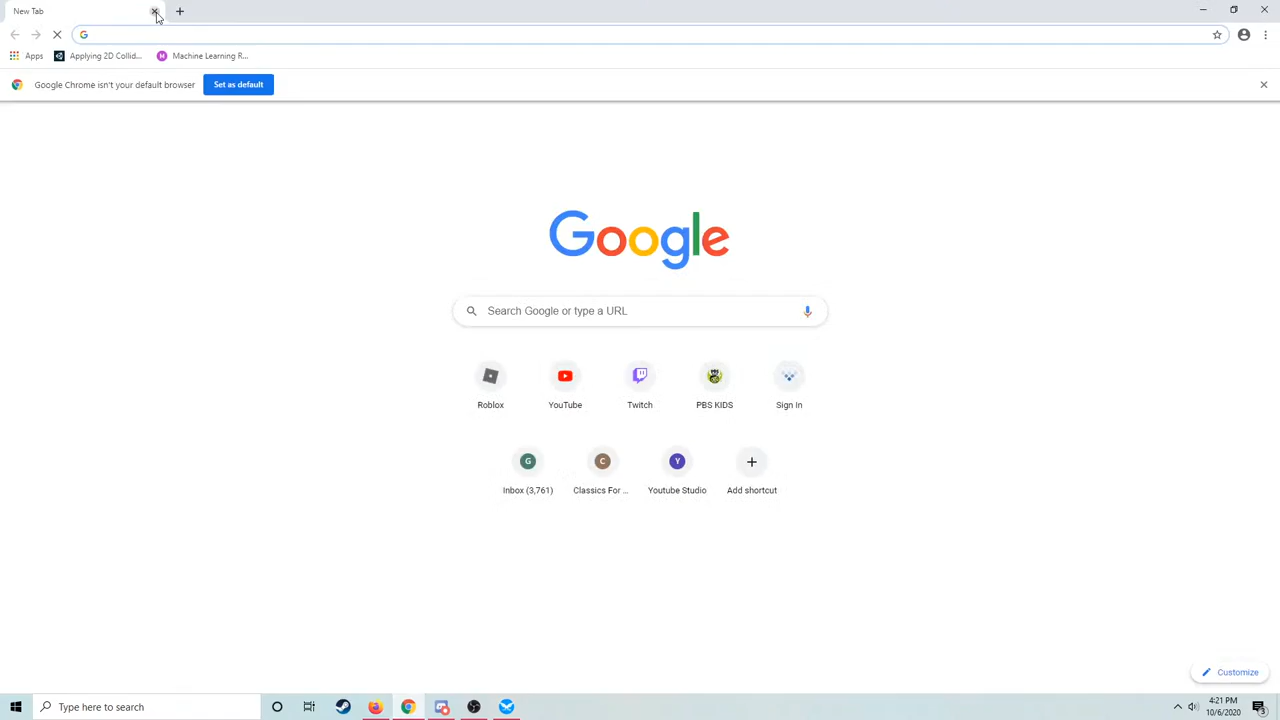 New Tab
Apps
Applying 2D Collid...
Machine Learning R...
Google Chrome isn't your default browser
Set as default
Google
Search Google or type a URL
Roblox
YouTube
Twitch
PBS KIDS
Sign In
G
C
Y
Inbox (3,761)
Classics For ...
Youtube Studio
Add shortcut
Customize
Type here to search
4:21 PM
10/6/2020
3